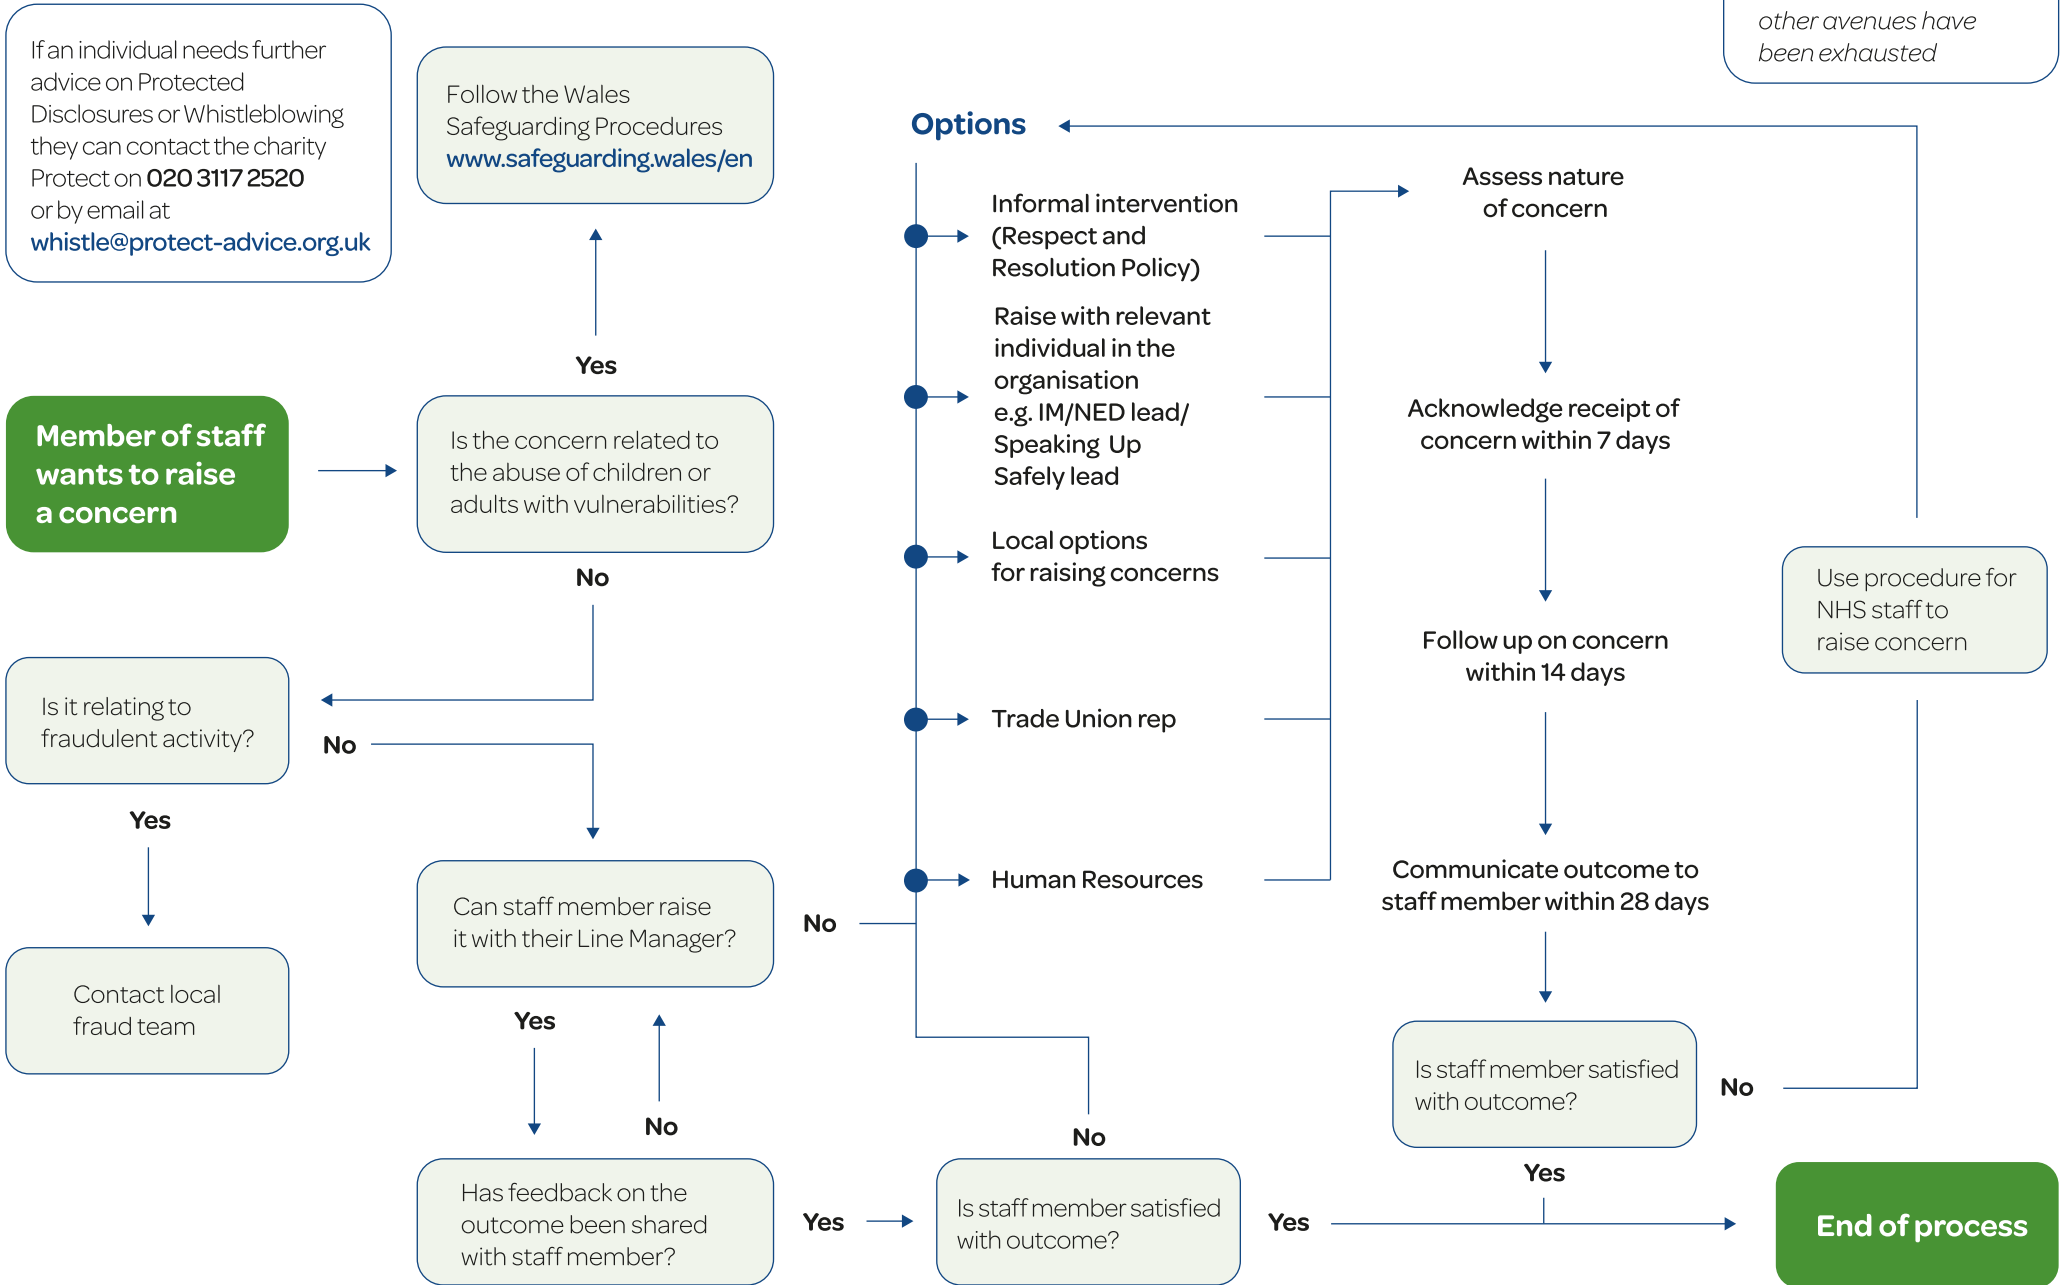 If an individual needs further
advice on Protected
Disclosures or Whistleblowing
they can contact the charity
Protect on 020 3117 2520
or by email at
whistle@protect-advice.org.uk
Follow the Wales
Safeguarding Procedures
www.safeguarding.wales/en
other avenues have
been exhausted
Yes
Member of staff
wants to raise
a concern
Is the concern related to
the abuse of children or
adults with vulnerabilities?
No
Is it relating to
fraudulent activity?
No
Yes
Contact local
fraud team
Can staff member raise
it with their Line Manager?
No
Yes
No
Has feedback on the
outcome been shared
with staff member?
Yes
Is staff member satisfied
with outcome?
No
Yes
Options
Informal intervention
(Respect and
Resolution Policy)
Raise with relevant
individual in the
organisation
e.g. IM/NED lead/
Speaking Up
Safely lead
Local options
for raising concerns
Trade Union rep
Human Resources
Assess nature
of concern
Acknowledge receipt of
concern within 7 days
Follow up on concern
within 14 days
Communicate outcome to
staff member within 28 days
Is staff member satisfied
with outcome?
No
Yes
Use procedure for
NHS staff to
raise concern
End of process